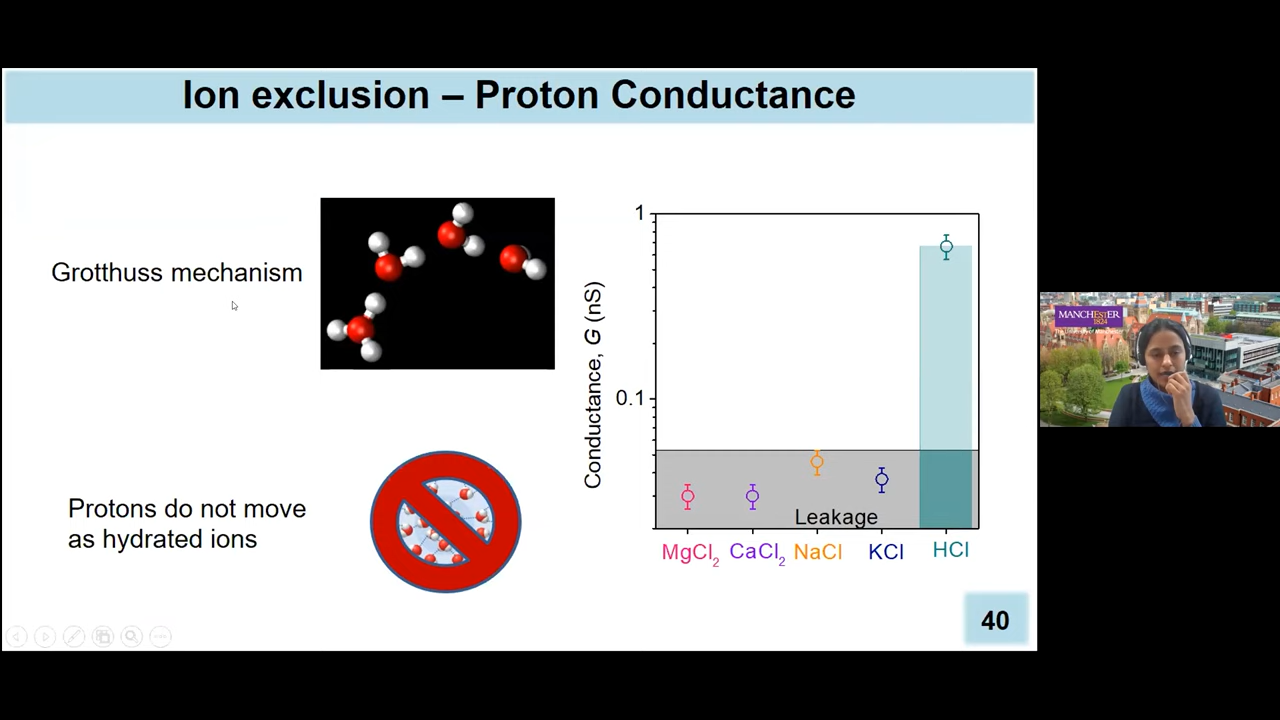 Ion exclusion – Proton Conductance
Grotthuss mechanism
Protons do not move
as hydrated ions
Conductance, G (nS)
1
0.1
Leakage
MgCl2 CaCl2 NaCl KCl HCl
40
MANCHESTER
1824